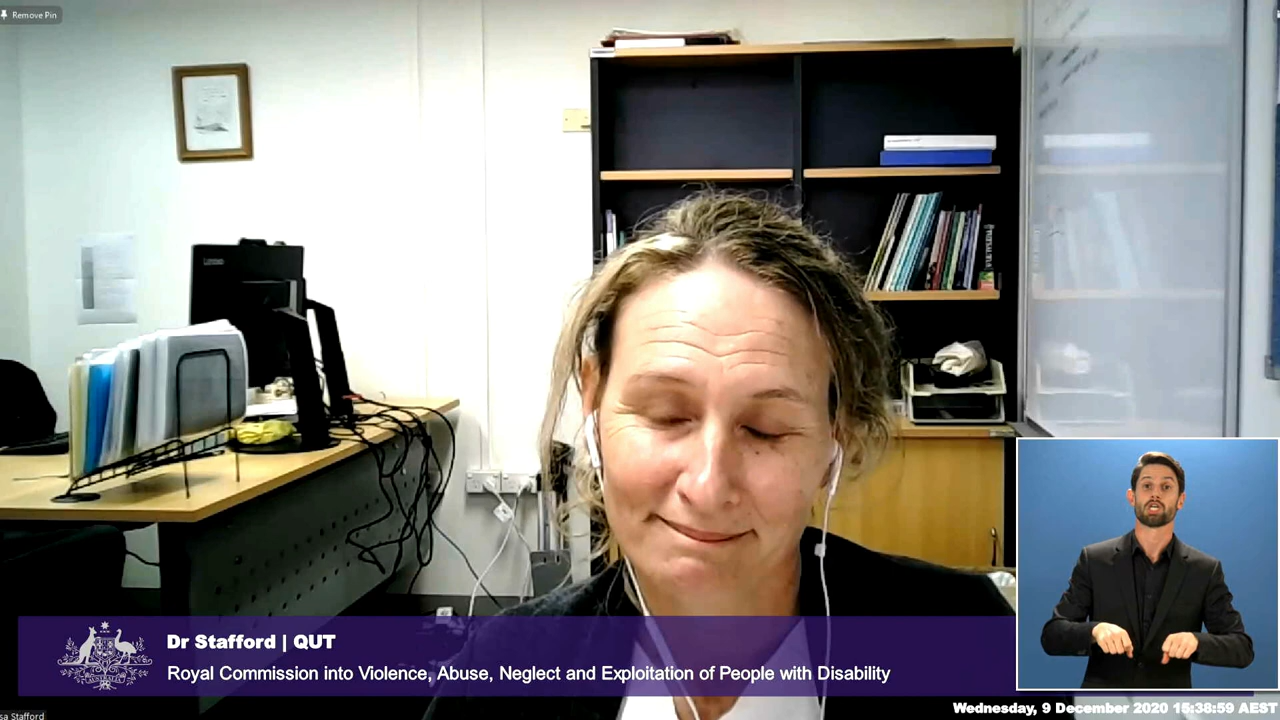 Remove Pin
Lenovo
Dr Stafford | QUT
Royal Commission into Violence, Abuse, Neglect and Exploitation of People with Disability
sa Stafford
Wednesday, 9 December 2020 15:38:59 AEST